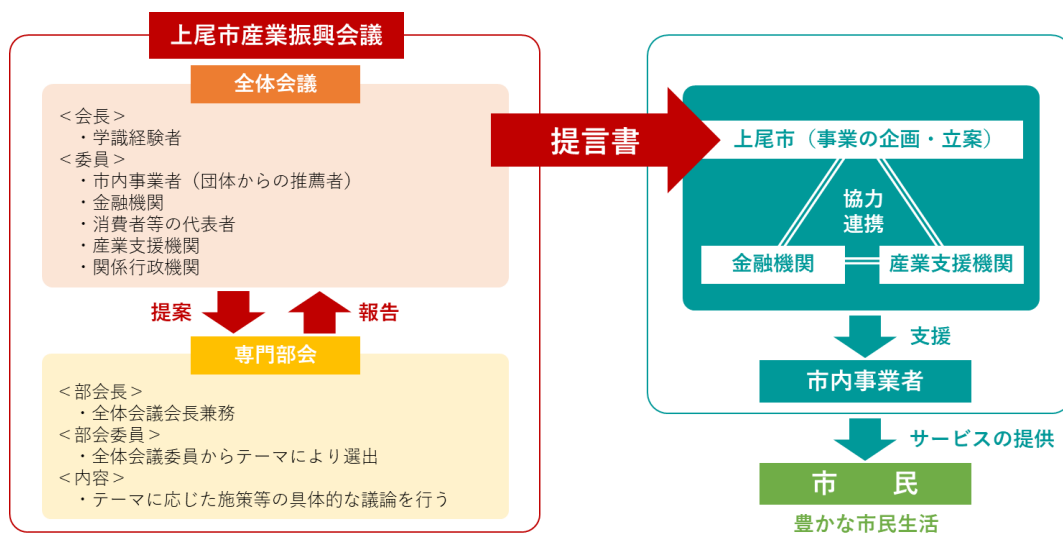 上尾市産業振興会議
全体会議
＜会長＞
・学識経験者
＜委員＞
・市内事業者（団体からの推薦者）
・金融機関
・消費者等の代表者
・産業支援機関
・関係行政機関
提案
報告
専門部会
＜部会長＞
・全体会議会長兼務
＜部会委員＞
・全体会議委員からテーマにより選出
＜内容＞
・テーマに応じた施策等の具体的な議論を行う
提言書
上尾市（事業の企画・立案）
協力
連携
金融機関
産業支援機関
支援
市内事業者
サービスの提供
市　民
豊かな市民生活